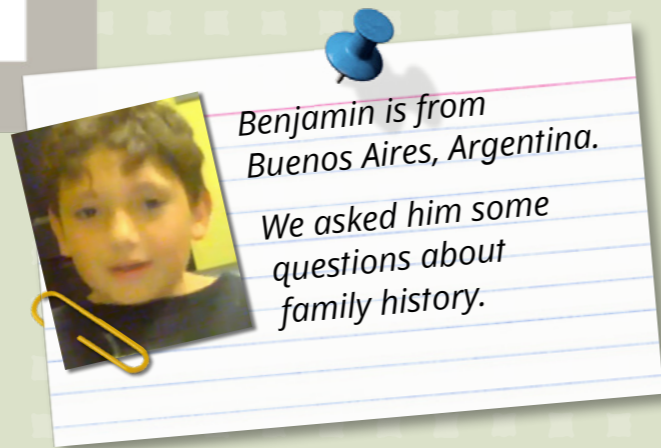 Benjamin is from
Buenos Aires, Argentina.
We asked him some
questions about
family history.